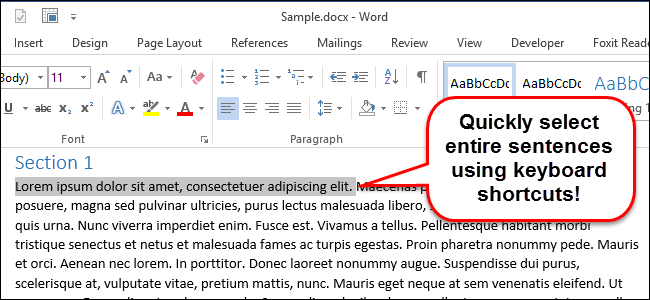 Sample.docx - Word
Insert Design Page Layout References Mailings Review View Developer Foxit Reade
Body) 11 Aa
U abc A ab A
Font Paragraph
AaBbCcDc AaBbCcDc AaBbCc
Quickly select
entire sentences
using keyboard
shortcuts!
Section 1
Lorem ipsum dolor sit amet, consectetuer adipiscing elit. Maecenas p
posuere, magna sed pulvinar ultricies, purus lectus malesuada libero,
quis urna. Nunc viverra imperdiet enim. Fusce est. Vivamus a tellus. Pellentesque habitant morbi
tristique senectus et netus et malesuada fames ac turpis egestas. Proin pharetra nonummy pede. Mauris
et orci. Aenean nec lorem. In porttitor. Donec laoreet nonummy augue. Suspendisse dui purus,
scelerisque at, vulputate vitae, pretium mattis, nunc. Mauris eget neque at sem venenatis eleifend. Ut